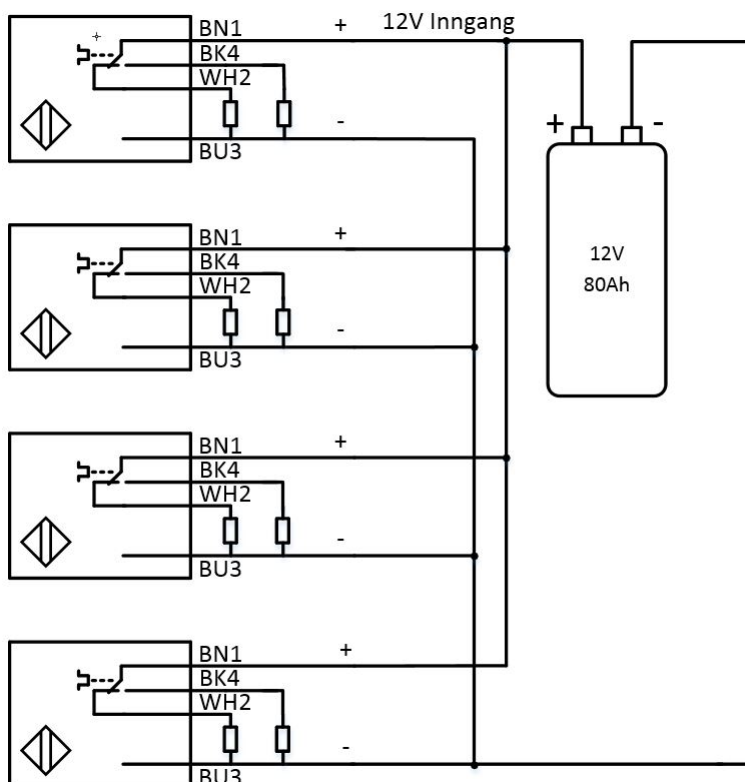 BN1 + 12V Inngang
BK4
WH2
-
BU3
+ -
12V
80Ah
BN1 +
BK4
WH2
-
BU3
BN1 +
BK4
WH2
-
BU3
BN1 +
BK4
WH2
-
BU3